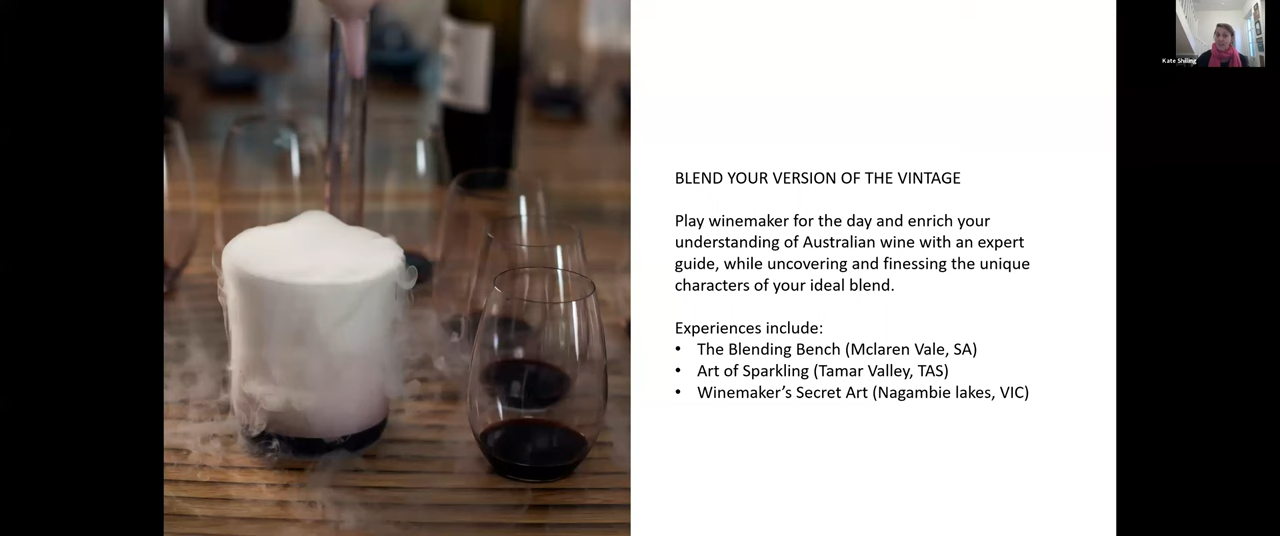 Kate Shilling
BLEND YOUR VERSION OF THE VINTAGE
Play winemaker for the day and enrich your
understanding of Australian wine with an expert
guide, while uncovering and finessing the unique
characters of your ideal blend.
Experiences include:
• The Blending Bench (Mclaren Vale, SA)
• Art of Sparkling (Tamar Valley, TAS)
• Winemaker’s Secret Art (Nagambie lakes, VIC)